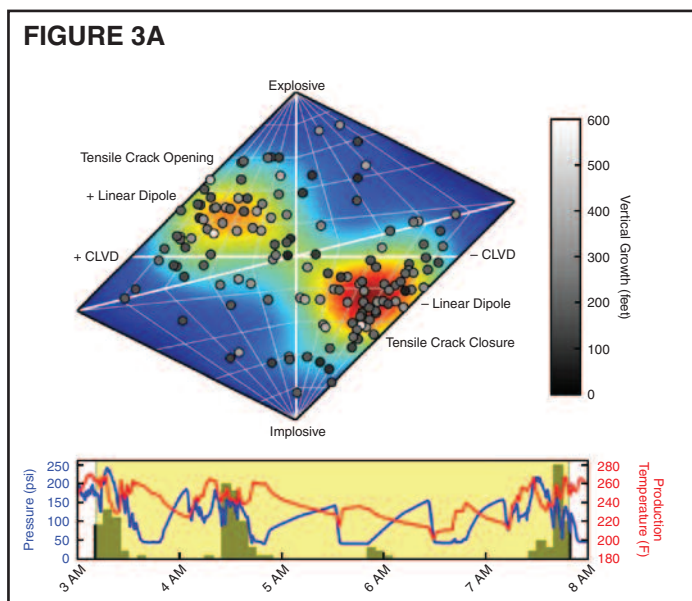 FIGURE 3A
Explosive
Tensile Crack Opening
+ Linear Dipole
+ CLVD
– CLVD
– Linear Dipole
Tensile Crack Closure
Implosive
600
500
400
300
200
100
0
Vertical Growth (feet)
Pressure (psi)
250
200
150
100
50
0
280
260
240
220
200
180
Production
Temperature (F)
3 AM
4 AM
5 AM
6 AM
7 AM
8 AM